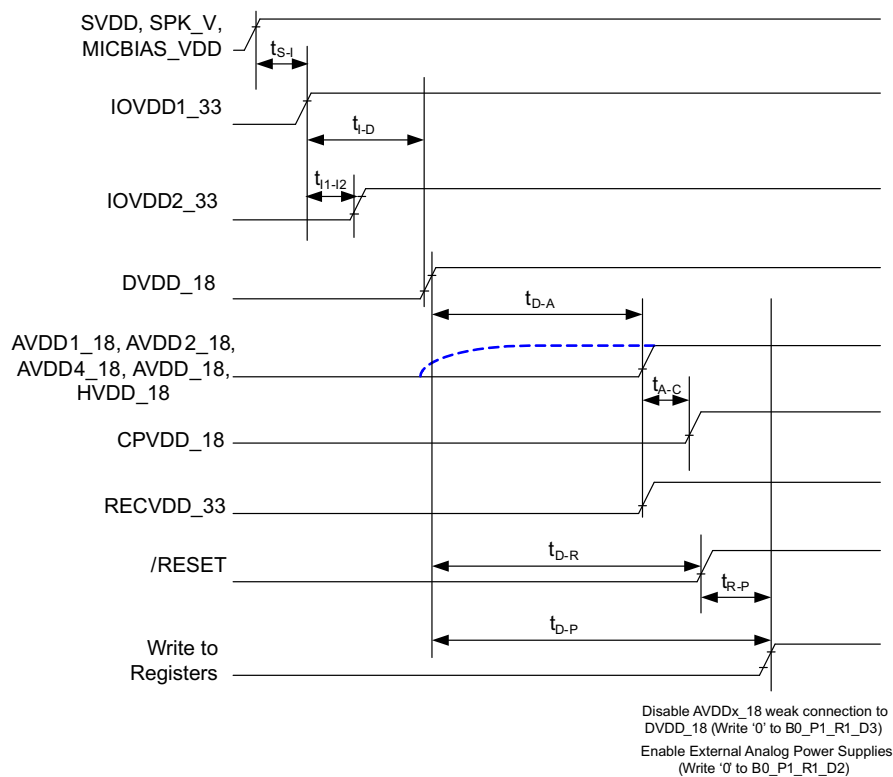 SVDD, SPK_V,
MICBIAS_VDD
tS-I
IOVDD1_33
tI-D
tI1-I2
IOVDD2_33
DVDD_18
tD-A
AVDD1_18, AVDD2_18,
AVDD4_18, AVDD_18,
HVDD_18
tA-C
CPVDD_18
RECVDD_33
tD-R
/RESET
tR-P
tD-P
Write to
Registers
Disable AVDDx_18 weak connection to
DVDD_18 (Write ‘0’ to B0_P1_R1_D3)
Enable External Analog Power Supplies
(Write ‘0’ to B0_P1_R1_D2)